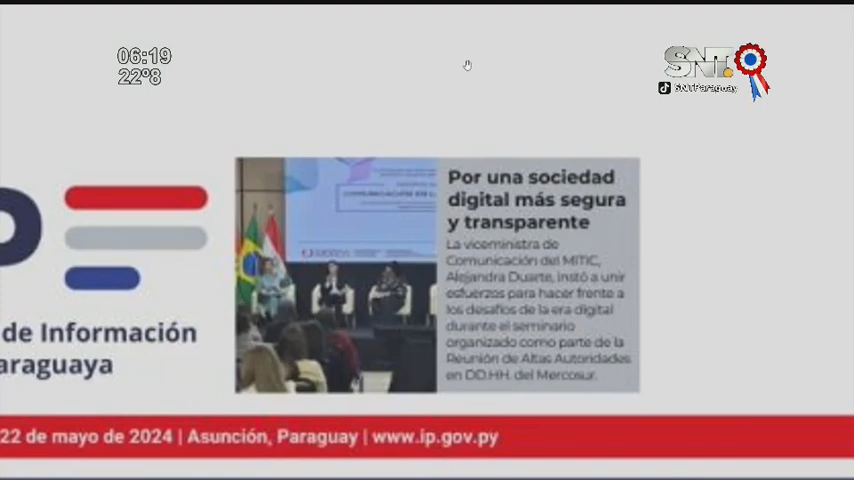 06:19
22º8
SNT
SNTParaguay
P
de Información
araguaya
Por una sociedad
digital más segura
y transparente
La viceministra de
Comunicación del MITIC,
Alejandra Duarte, instó a unir
esfuerzos para hacer frente a
los desafíos de la era digital
durante el seminario
organizado como parte de la
Reunión de Altas Autoridades
en DD.HH. del Mercosur.
22 de mayo de 2024 | Asunción, Paraguay | www.ip.gov.py